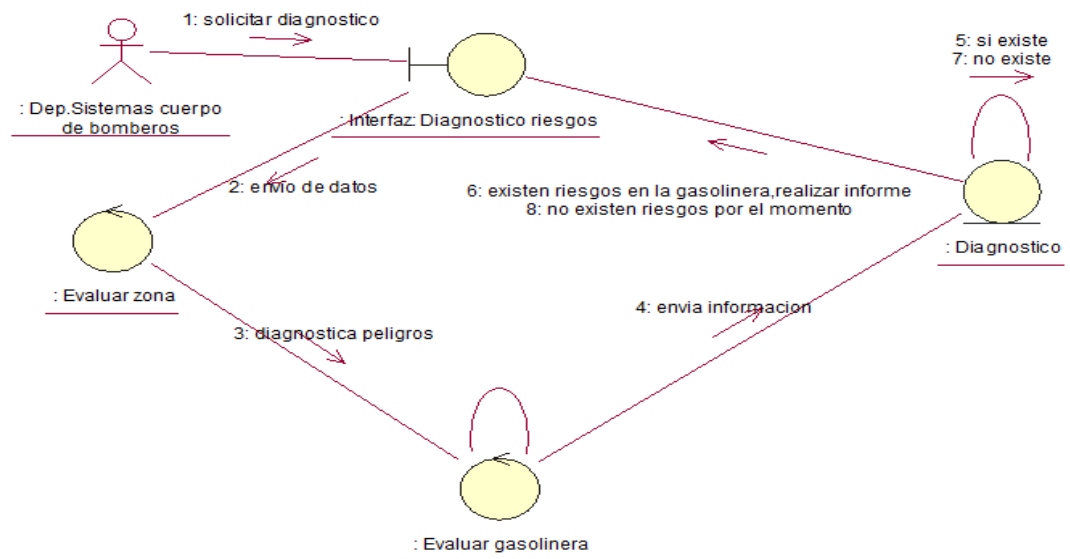 1: solicitar diagnostico
5: si existe
7: no existe
: Dep.Sistemas cuerpo
de bomberos
: Interfaz: Diagnostico riesgos
2: envio de datos
6: existen riesgos en la gasolinera,realizar informe
8: no existen riesgos por el momento
: Diagnostico
: Evaluar zona
4: envia informacion
3: diagnostica peligros
: Evaluar gasolinera